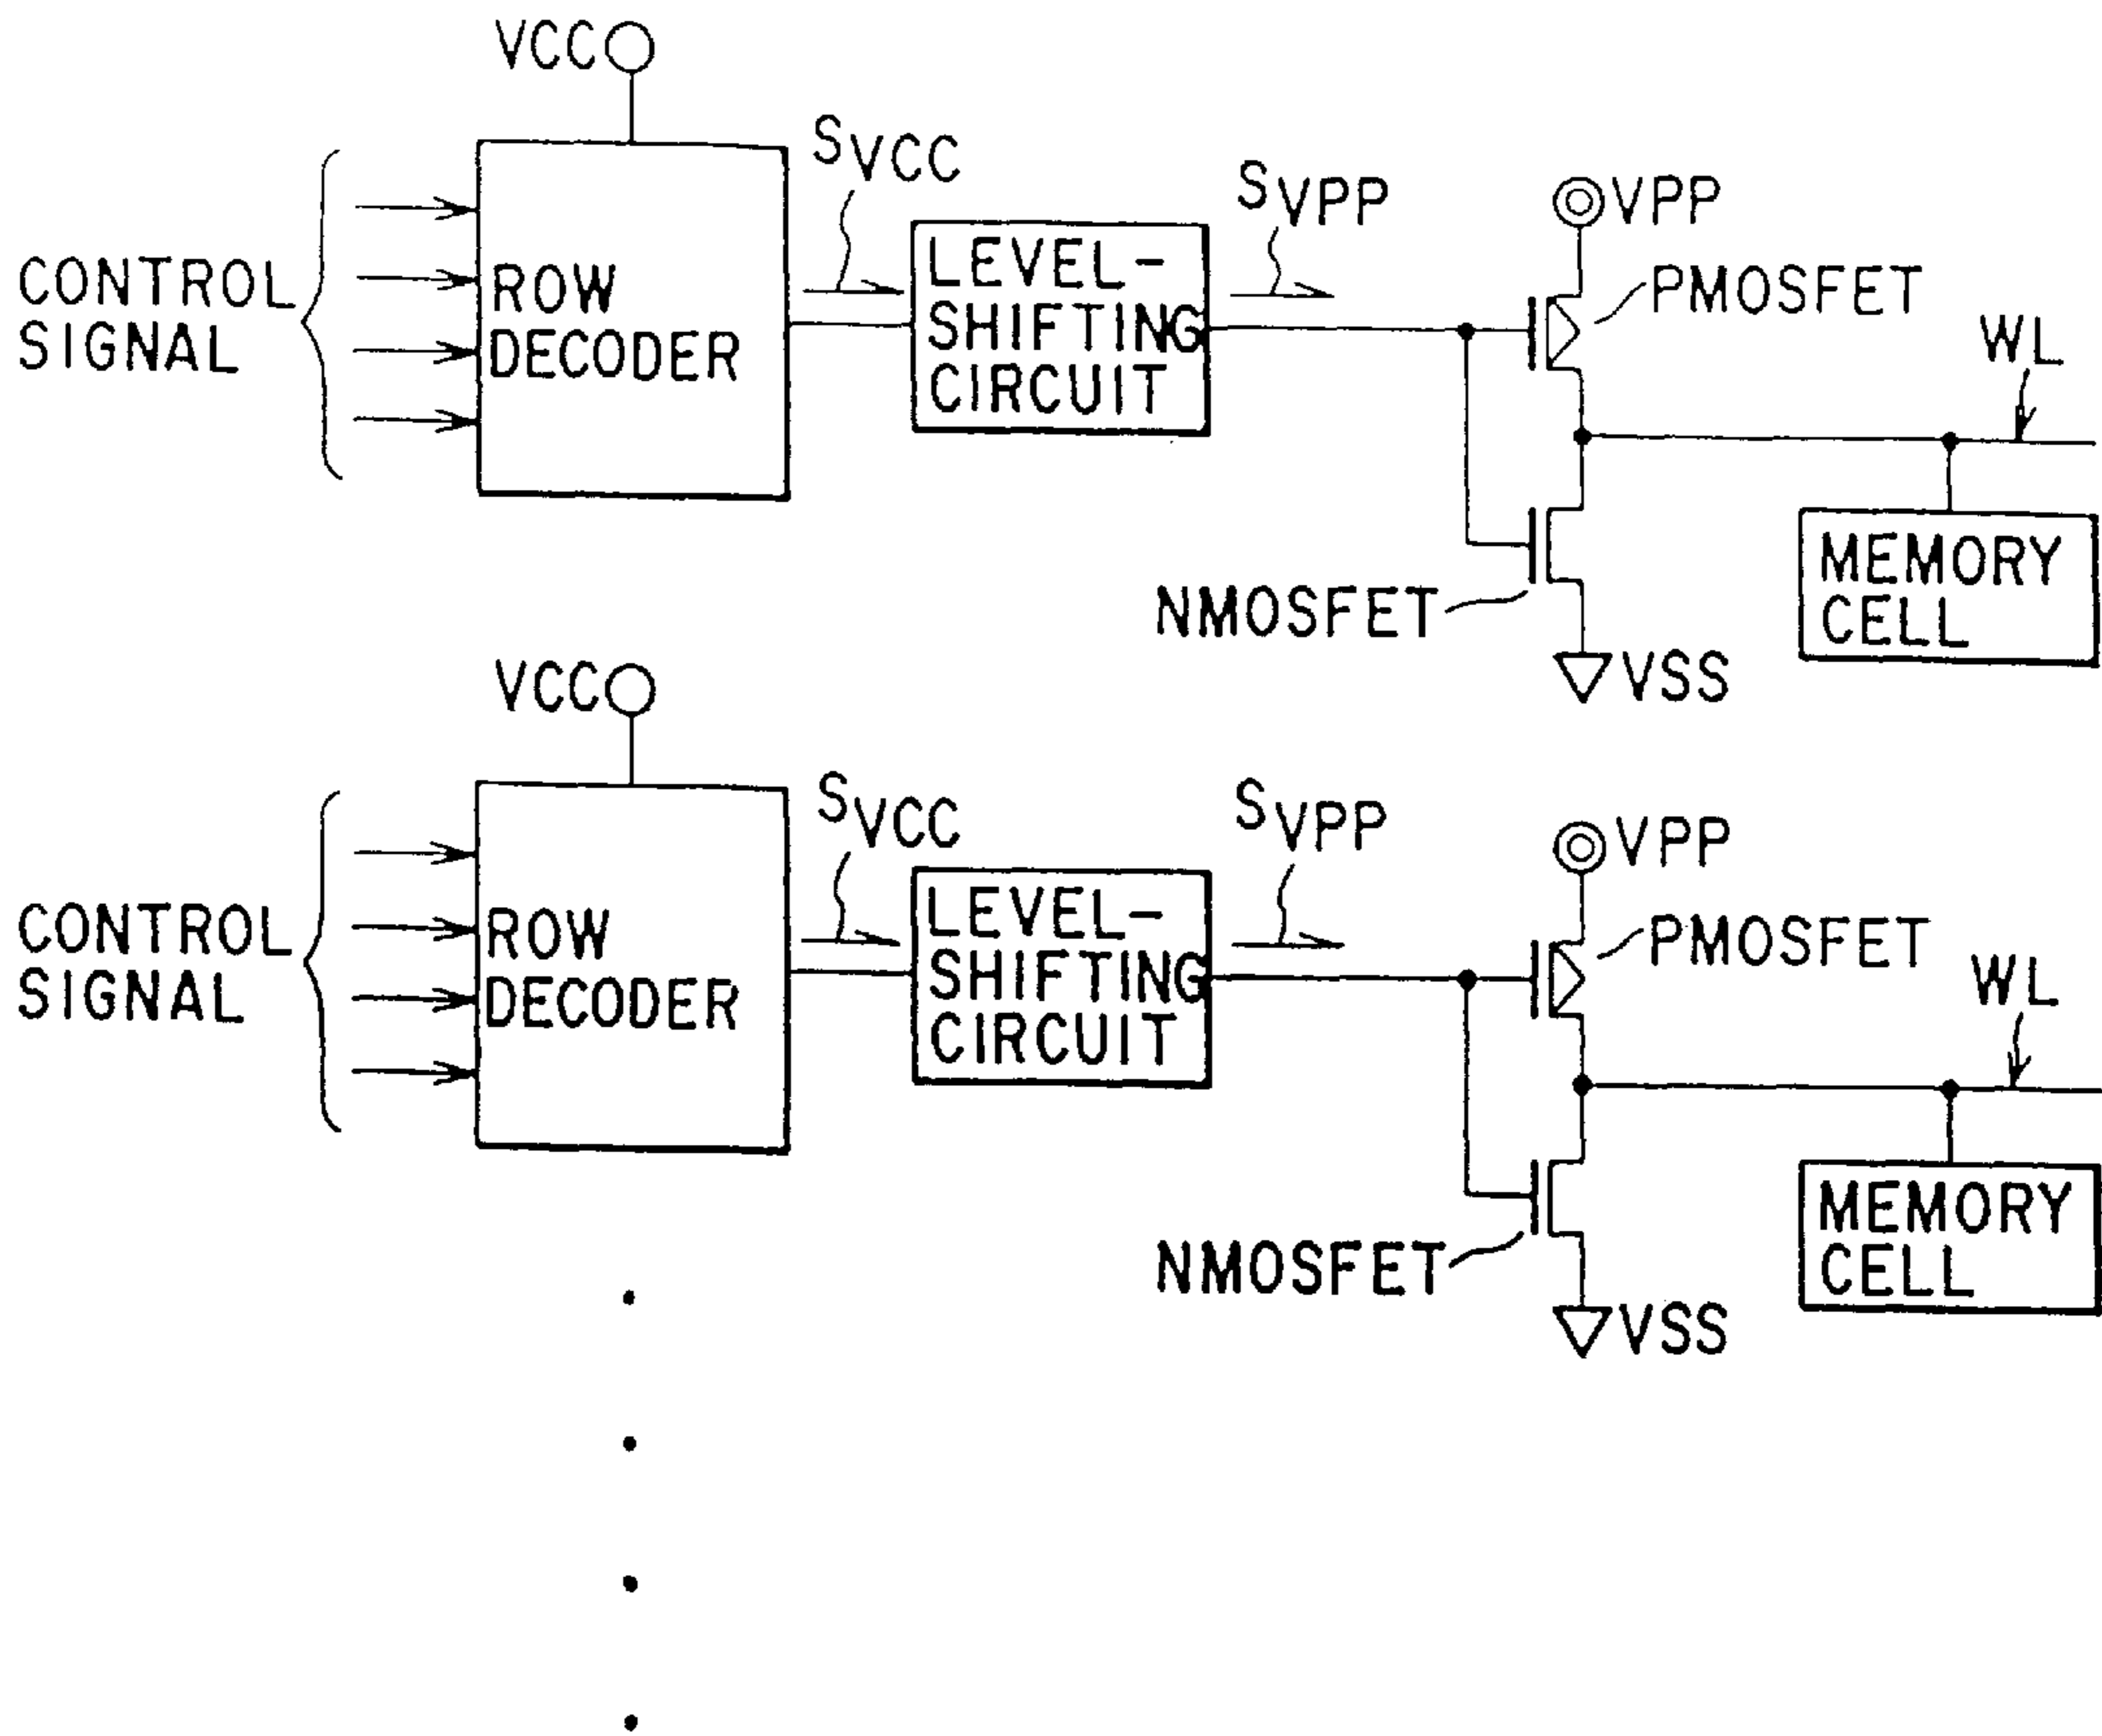 VCC
SVCC
SVPP
VPP
CONTROL
SIGNAL
ROW
DECODER
LEVEL-
SHIFTING
CIRCUIT
PMOSFET
WL
NMOSFET
MEMORY
CELL
VSS
VCC
SVCC
SVPP
VPP
CONTROL
SIGNAL
ROW
DECODER
LEVEL-
SHIFTING
CIRCUIT
PMOSFET
WL
NMOSFET
MEMORY
CELL
VSS